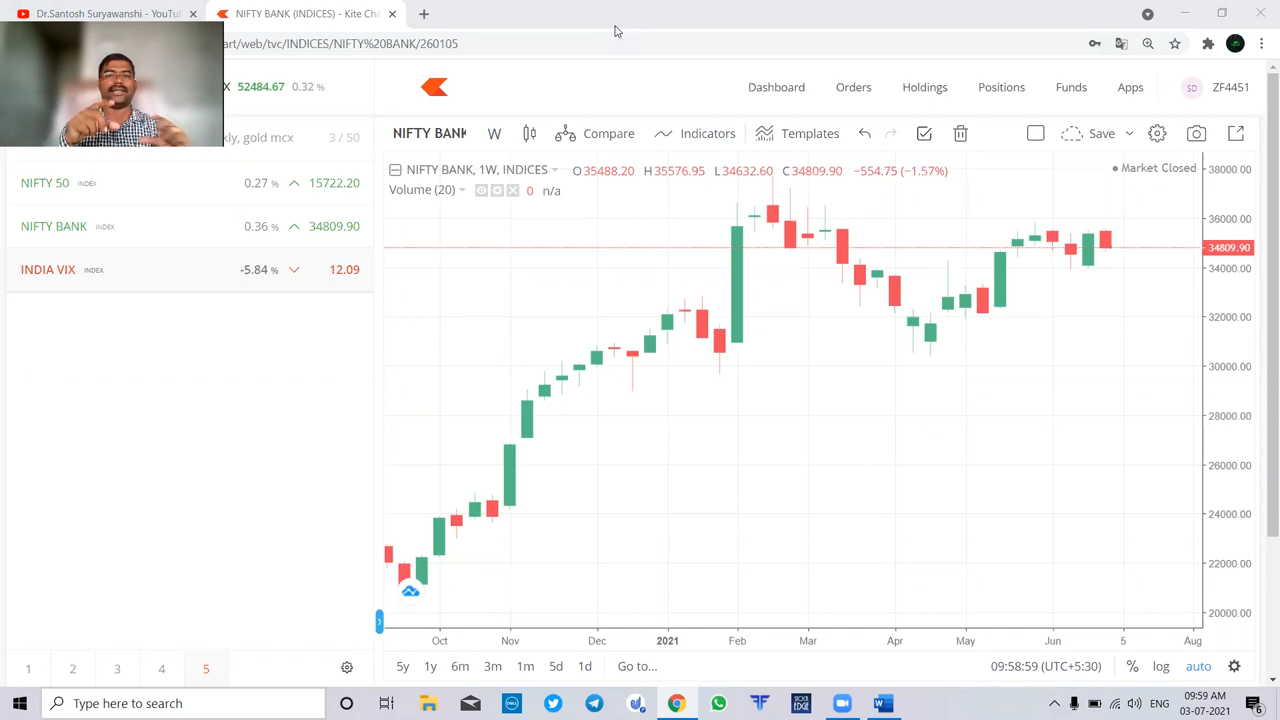 Dr.Santosh Suryawanshi - YouTu
NIFTY BANK (INDICES) - Kite Cha
art/web/tvc/INDICES/NIFTY%20BANK/260105
X 52484.67 0.32 %
Dashboard Orders Holdings Positions Funds Apps SD ZF4451
kly, gold mcx 3 / 50
NIFTY BANK W Compare Indicators Templates Save
NIFTY BANK, 1W, INDICES O35488.20 H35576.95 L34632.60 C34809.90 −554.75 (−1.57%)
Market Closed
Volume (20) 0 n/a
NIFTY 50 INDEX 0.27 % 15722.20
NIFTY BANK INDEX 0.36 % 34809.90
INDIA VIX INDEX -5.84 % 12.09
38000.00
36000.00
34809.90
34000.00
32000.00
30000.00
28000.00
26000.00
24000.00
22000.00
20000.00
Oct Nov Dec 2021 Feb Mar Apr May Jun 5 Aug
1 2 3 4 5
5y 1y 6m 3m 1m 5d 1d Go to... 09:58:59 (UTC+5:30) % log auto
Type here to search
DELL
EDGE
ENG
09:59 AM
03-07-2021
6